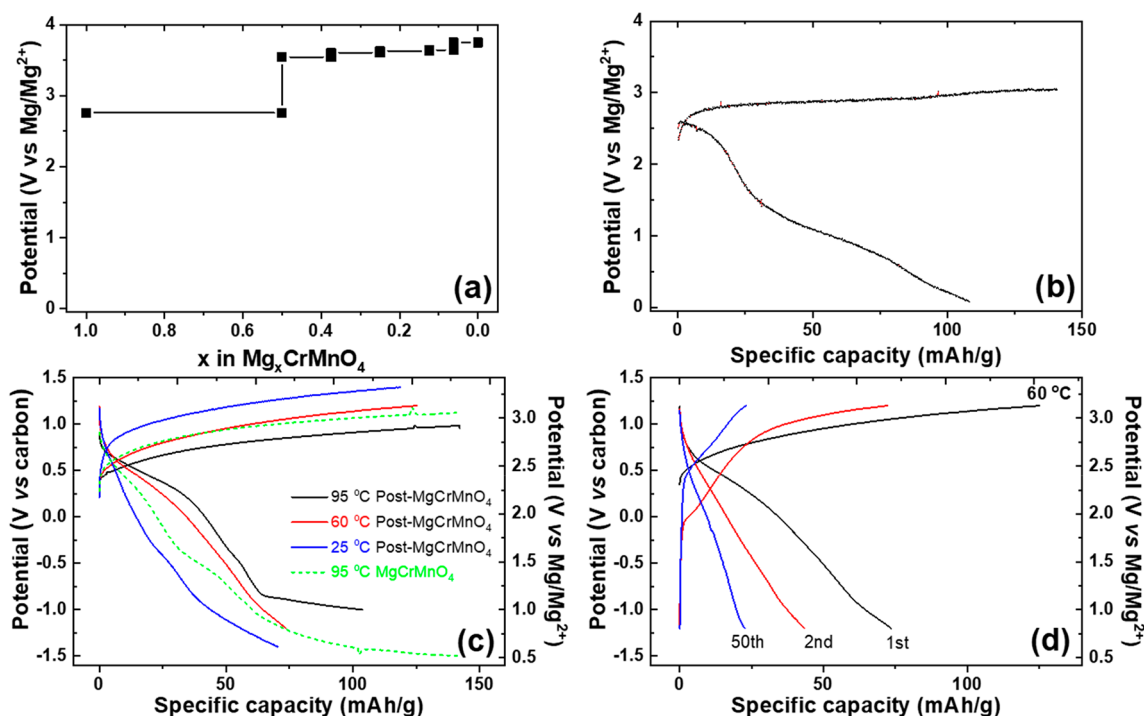 4
3
2
1
0
Potential (V vs Mg/Mg²⁺)
(a)
1.0 0.8 0.6 0.4 0.2 0.0
x in MgₓCrMnO₄
4
3
2
1
0
Potential (V vs Mg/Mg²⁺)
(b)
0 50 100 150
Specific capacity (mAh/g)
1.5
1.0
0.5
0.0
-0.5
-1.0
-1.5
Potential (V vs carbon)
95 °C Post-MgCrMnO₄
60 °C Post-MgCrMnO₄
25 °C Post-MgCrMnO₄
95 °C MgCrMnO₄
(c)
3.0
2.5
2.0
1.5
1.0
0.5
Potential (V vs Mg/Mg²⁺)
0 50 100 150
Specific capacity (mAh/g)
1.5
1.0
0.5
0.0
-0.5
-1.0
-1.5
Potential (V vs carbon)
60 °C
50th 2nd 1st
(d)
3.0
2.5
2.0
1.5
1.0
0.5
Potential (V vs Mg/Mg²⁺)
0 50 100 150
Specific capacity (mAh/g)